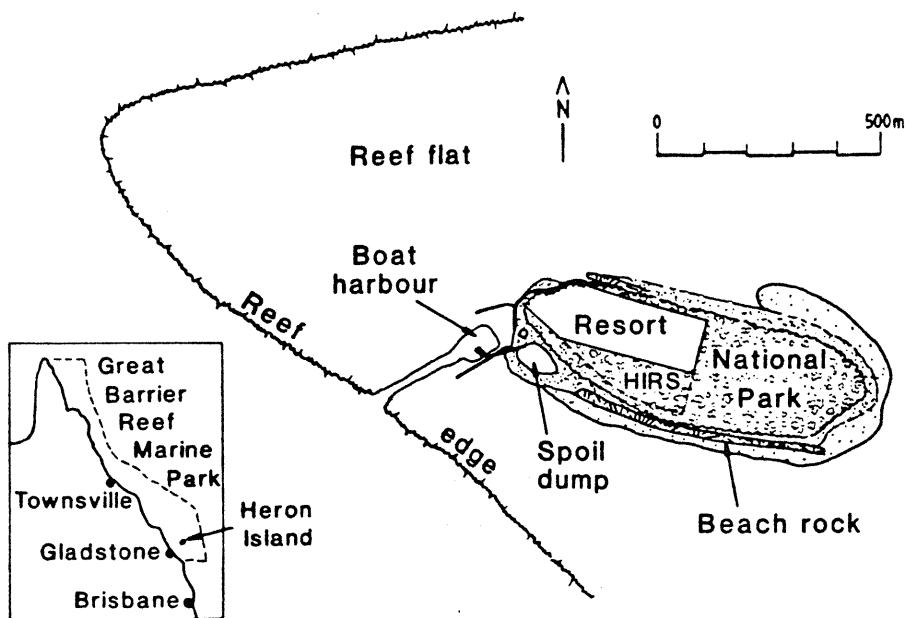 N
0
500m
Reef flat
Boat
harbour
Reef
edge
Resort
HIRS
National
Park
Spoil
dump
Beach rock
Great
Barrier
Reef
Marine
Park
Townsville
Heron
Island
Gladstone
Brisbane